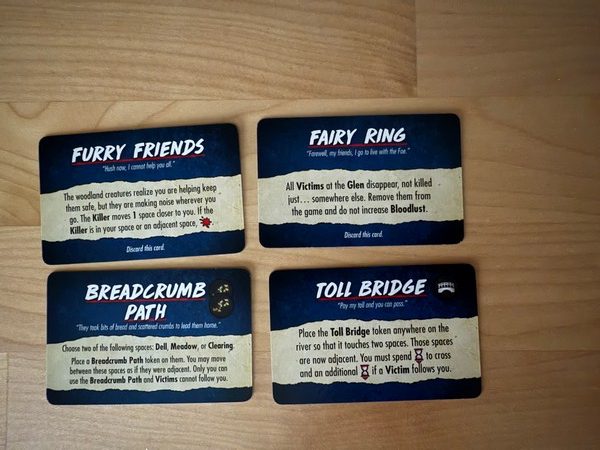 FURRY FRIENDS
"Hush now, I cannot help you all."
The woodland creatures realize you are helping keep
them safe, but they are making noise wherever you
go. The Killer moves 1 space closer to you. If the
Killer is in your space or an adjacent space,
Discard this card.
FAIRY RING
"Farewell, my friends, I go to live with the Fae."
All Victims at the Glen disappear, not killed
just... somewhere else. Remove them from
the game and do not increase Bloodlust.
Discard this card.
BREADCRUMB
PATH
"They took bits of bread and scattered crumbs to lead them home."
Choose two of the following spaces: Dell, Meadow, or Clearing.
Place a Breadcrumb Path token on them. You may move
between these spaces as if they were adjacent. Only you can
use the Breadcrumb Path and Victims cannot follow you.
TOLL BRIDGE
"Pay my toll and you can pass."
Place the Toll Bridge token anywhere on the
river so that it touches two spaces. Those spaces
are now adjacent. You must spend to cross
and an additional if a Victim follows you.